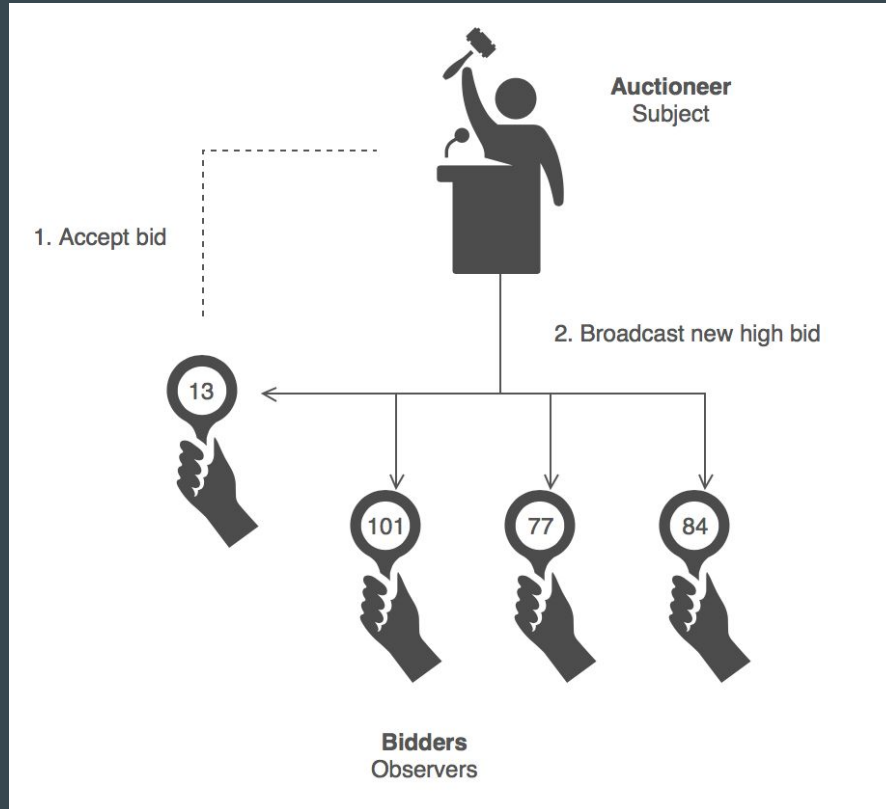 Auctioneer
Subject
1. Accept bid
2. Broadcast new high bid
13
101
77
84
Bidders
Observers